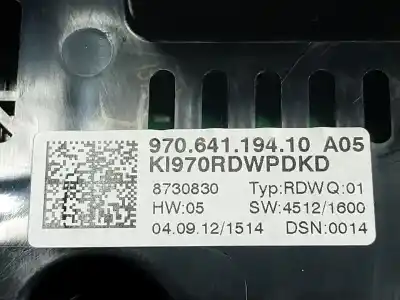 970.641.194.10 A05
KI970RDWPDKD
8730830 Typ:RDW Q:01
HW:05 SW:4512/1600
04.09.12/1514 DSN:0014